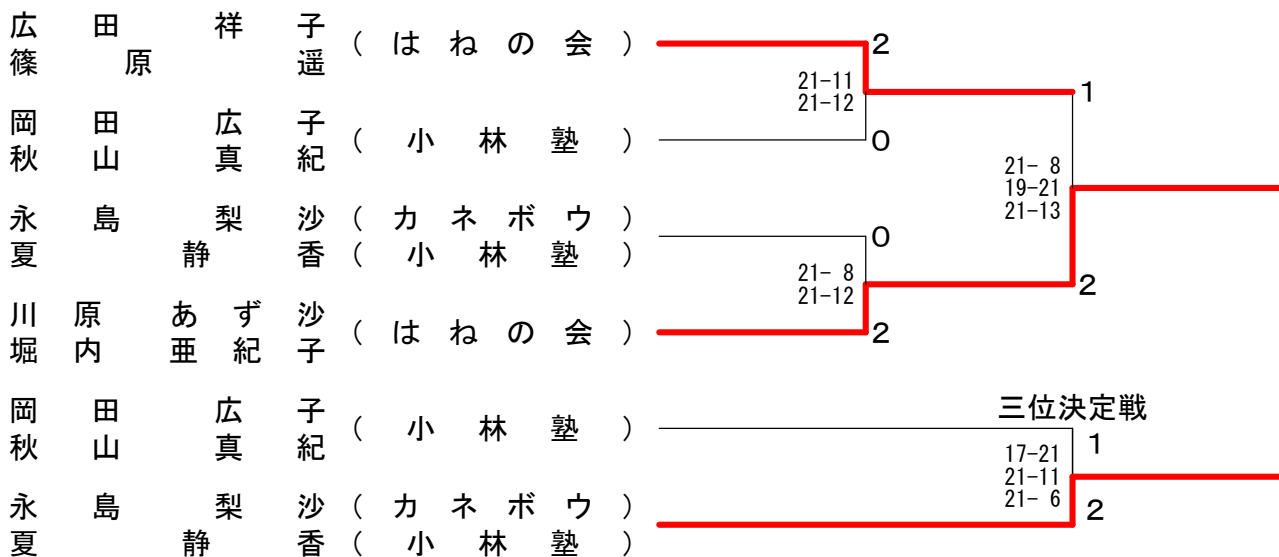 広田祥子
篠原遥
(はねの会)
2
21-11
21-12
1
岡田広子
秋山真紀
(小林塾)
0
21- 8
19-21
21-13
永島梨沙(カネボウ)
夏静香(小林塾)
0
21- 8
21-12
2
川原あず沙
堀内亜紀子
(はねの会)
2
岡田広子
秋山真紀
(小林塾)
三位決定戦
1
17-21
21-11
21- 6
2
永島梨沙(カネボウ)
夏静香(小林塾)